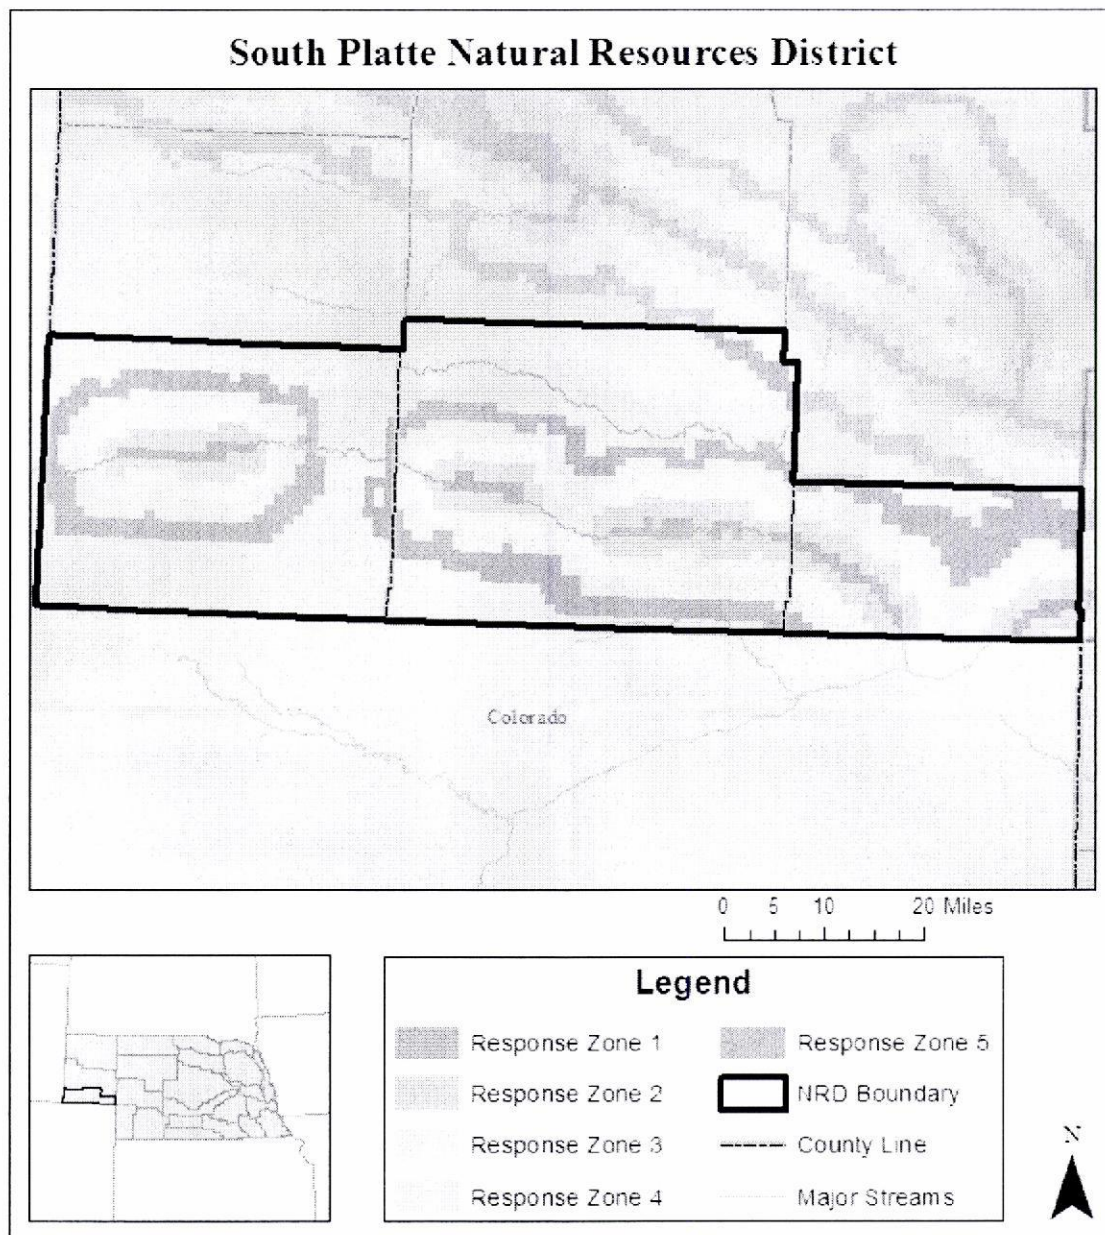 South Platte Natural Resources District
Colorado
0 5 10 20 Miles
Legend
Response Zone 1
Response Zone 2
Response Zone 3
Response Zone 4
Response Zone 5
NRD Boundary
County Line
Major Streams
N